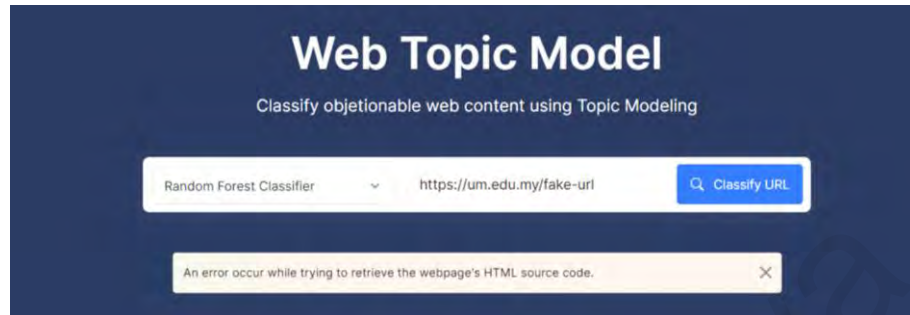 Web Topic Model
Classify objetionable web content using Topic Modeling
Random Forest Classifier https://um.edu.my/fake-url Classify URL
An error occur while trying to retrieve the webpage's HTML source code.